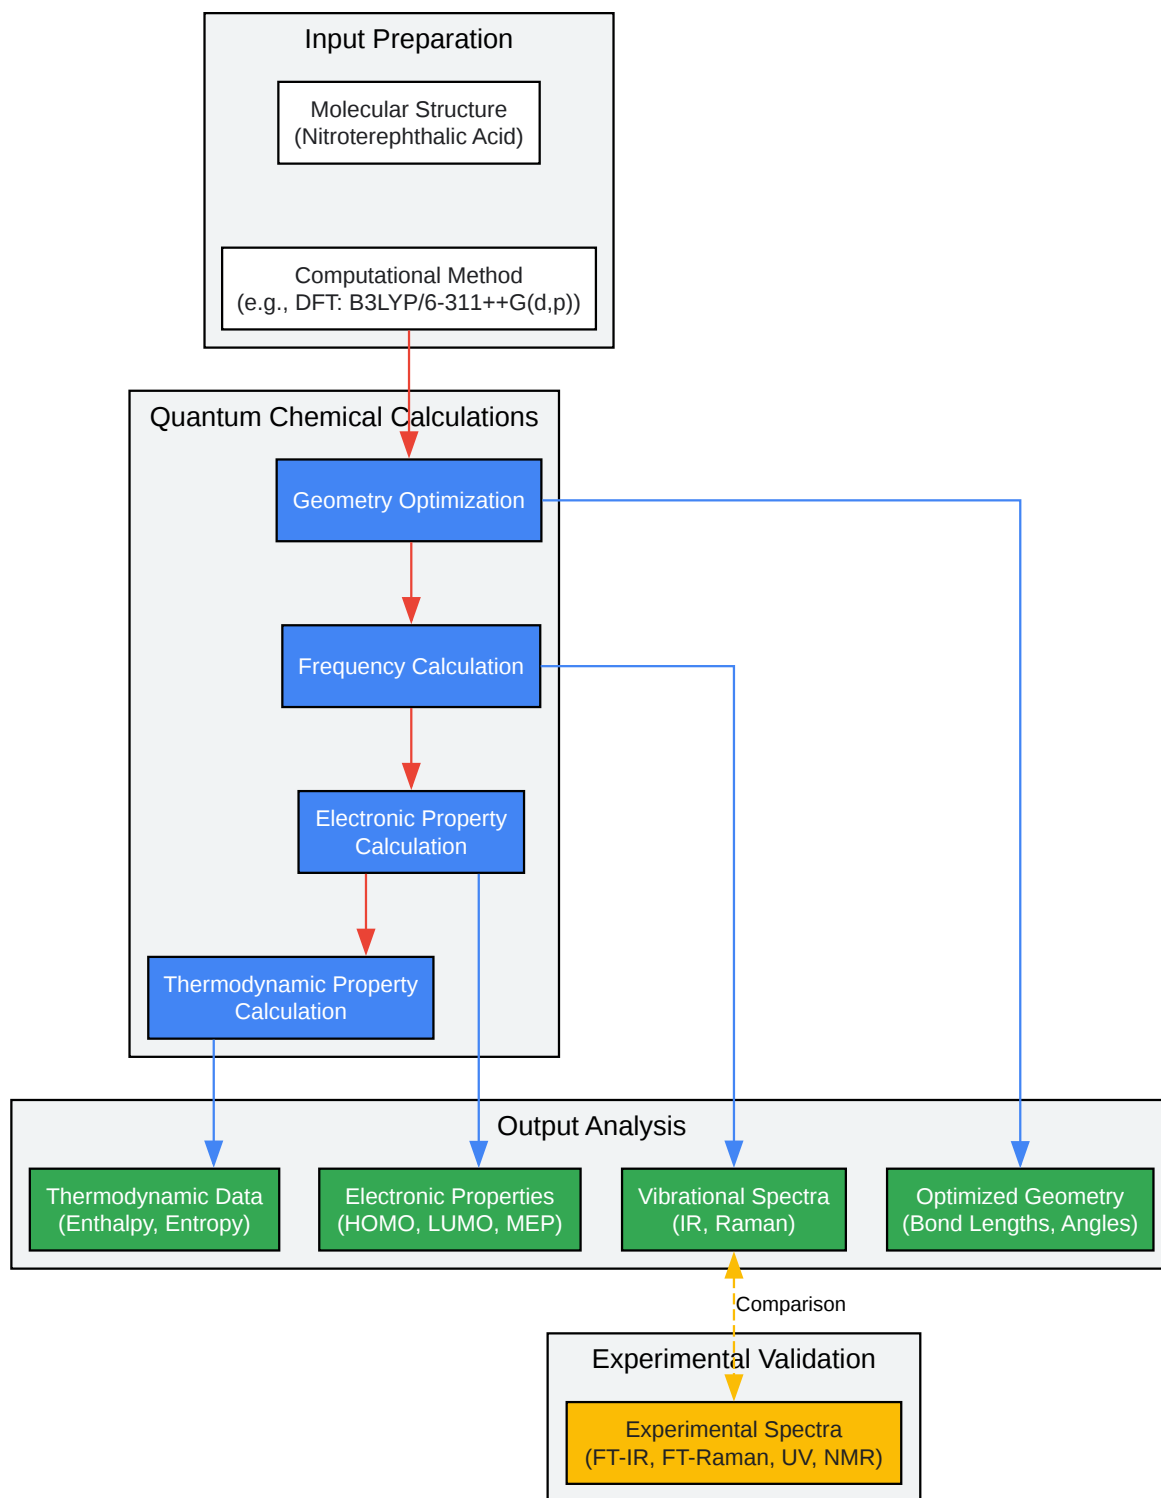 Input Preparation
Molecular Structure
(Nitroterephthalic Acid)
Computational Method
(e.g., DFT: B3LYP/6-311++G(d,p))
Quantum Chemical Calculations
Geometry Optimization
Frequency Calculation
Electronic Property
Calculation
Thermodynamic Property
Calculation
Output Analysis
Thermodynamic Data
(Enthalpy, Entropy)
Electronic Properties
(HOMO, LUMO, MEP)
Vibrational Spectra
(IR, Raman)
Optimized Geometry
(Bond Lengths, Angles)
Comparison
Experimental Validation
Experimental Spectra
(FT-IR, FT-Raman, UV, NMR)